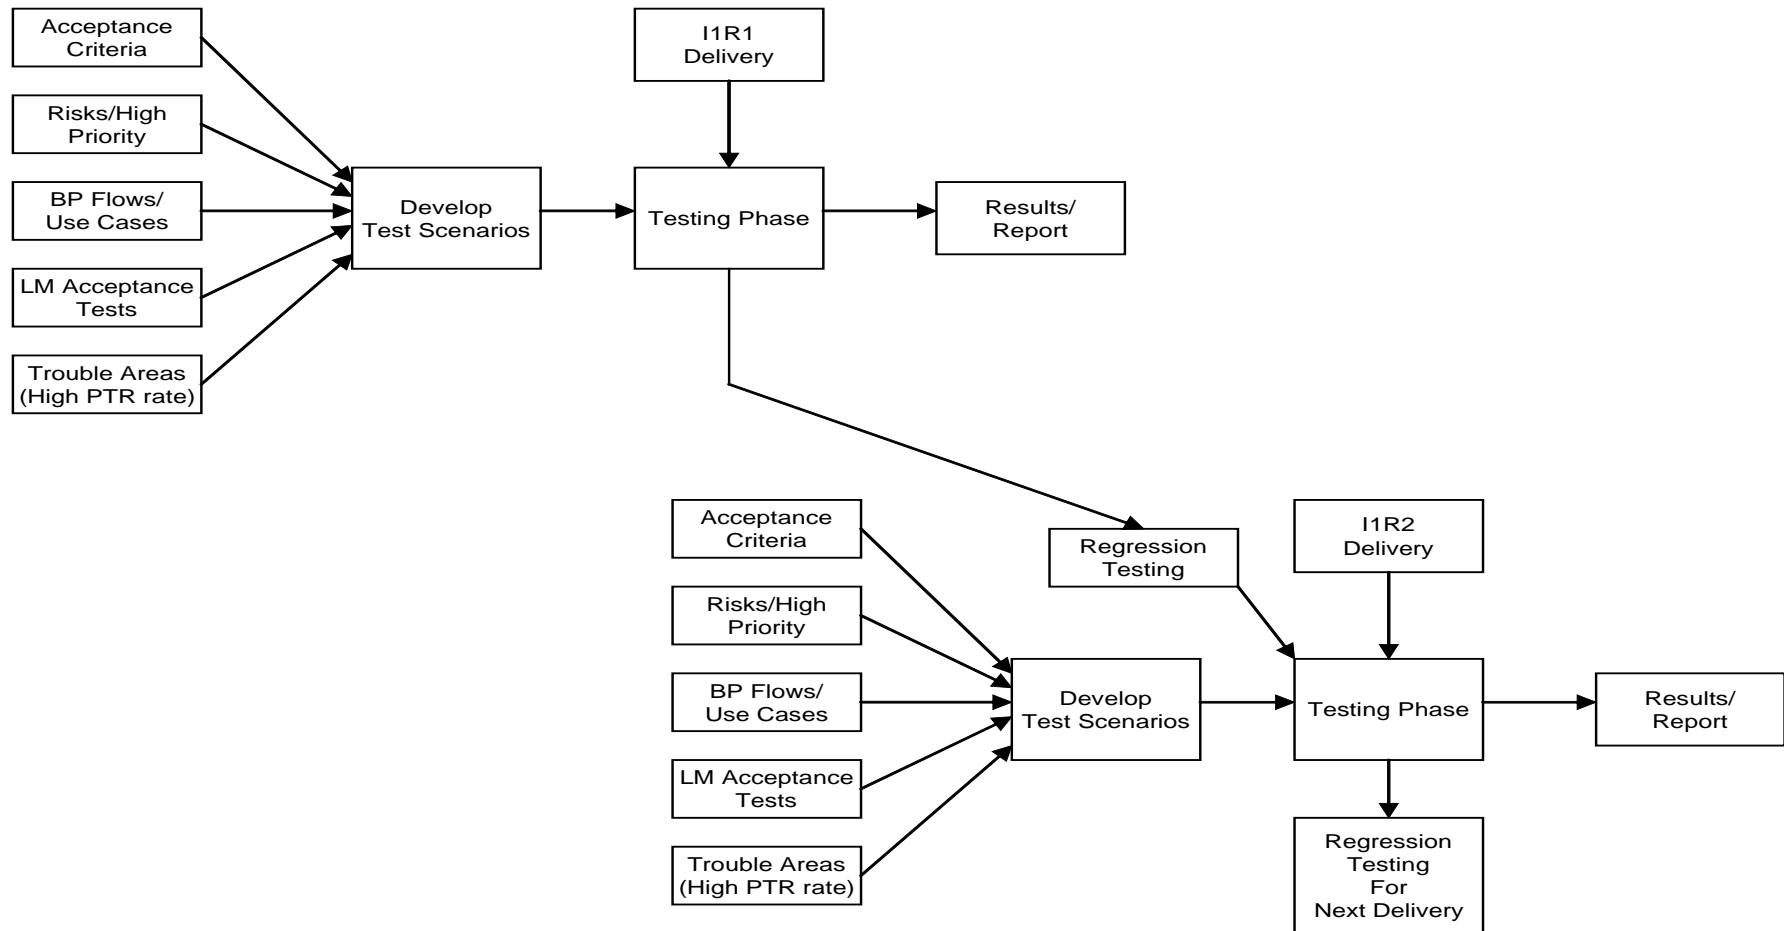 Acceptance
Criteria
I1R1
Delivery
Risks/High
Priority
BP Flows/
Use Cases
Develop
Test Scenarios
Testing Phase
Results/
Report
LM Acceptance
Tests
Trouble Areas
(High PTR rate)
Acceptance
Criteria
Regression
Testing
I1R2
Delivery
Risks/High
Priority
BP Flows/
Use Cases
Develop
Test Scenarios
Testing Phase
Results/
Report
LM Acceptance
Tests
Trouble Areas
(High PTR rate)
Regression
Testing
For
Next Delivery